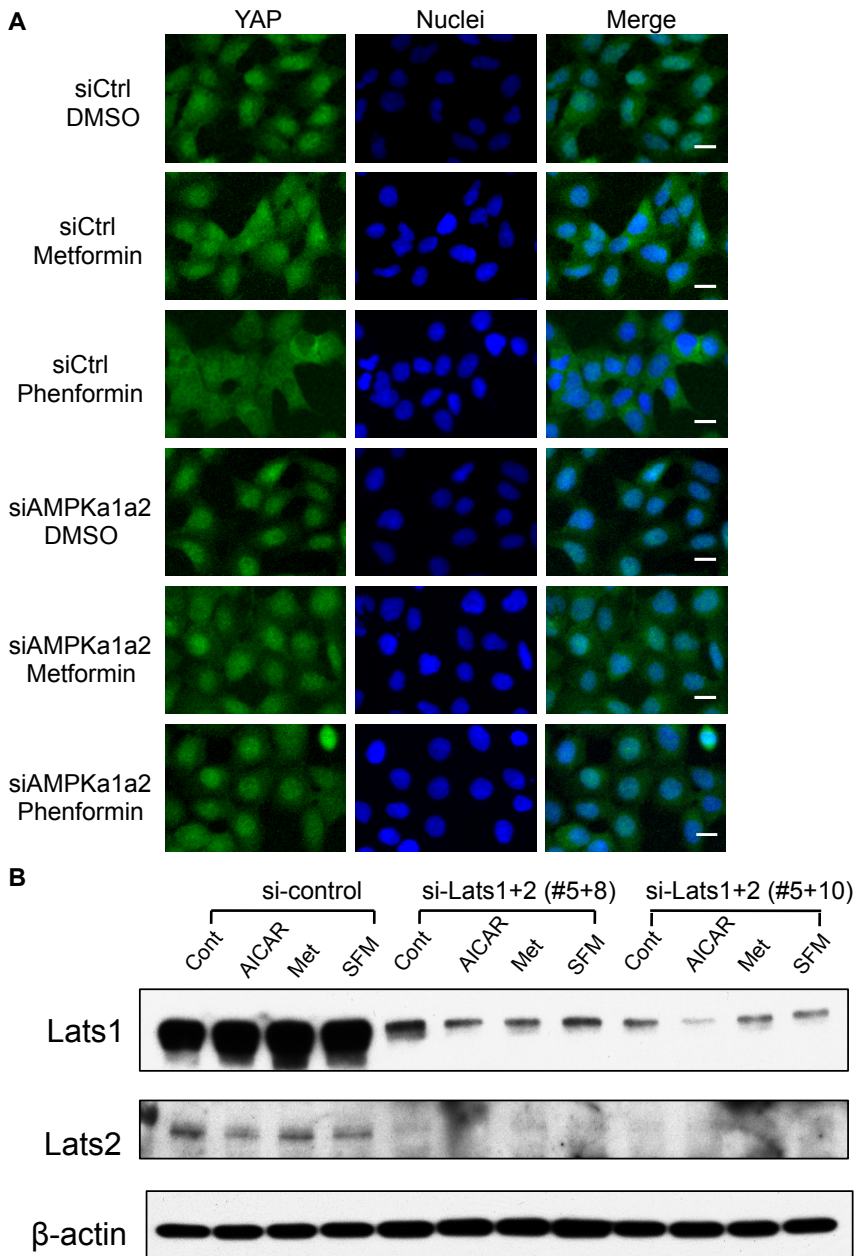 A
YAP Nuclei Merge
siCtrl
DMSO
siCtrl
Metformin
siCtrl
Phenformin
siAMPKa1a2
DMSO
siAMPKa1a2
Metformin
siAMPKa1a2
Phenformin
B
si-control si-Lats1+2 (#5+8) si-Lats1+2 (#5+10)
Cont AICAR Met SFM Cont AICAR Met SFM Cont AICAR Met SFM
Lats1
Lats2
β-actin